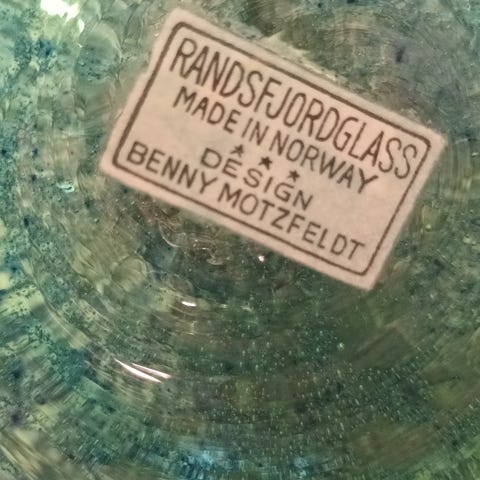 RANDSFJORDGLASS
MADE IN NORWAY
★ ★ ★
DESIGN
BENNY MOTZFELDT